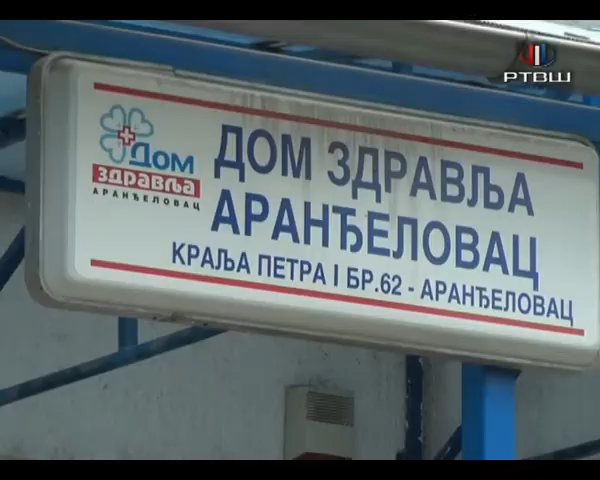 РТВШ
Дом
здравља
АРАНЂЕЛОВАЦ
ДОМ ЗДРАВЉА
АРАНЂЕЛОВАЦ
КРАЉА ПЕТРА I БР.62 - АРАНЂЕЛОВАЦ